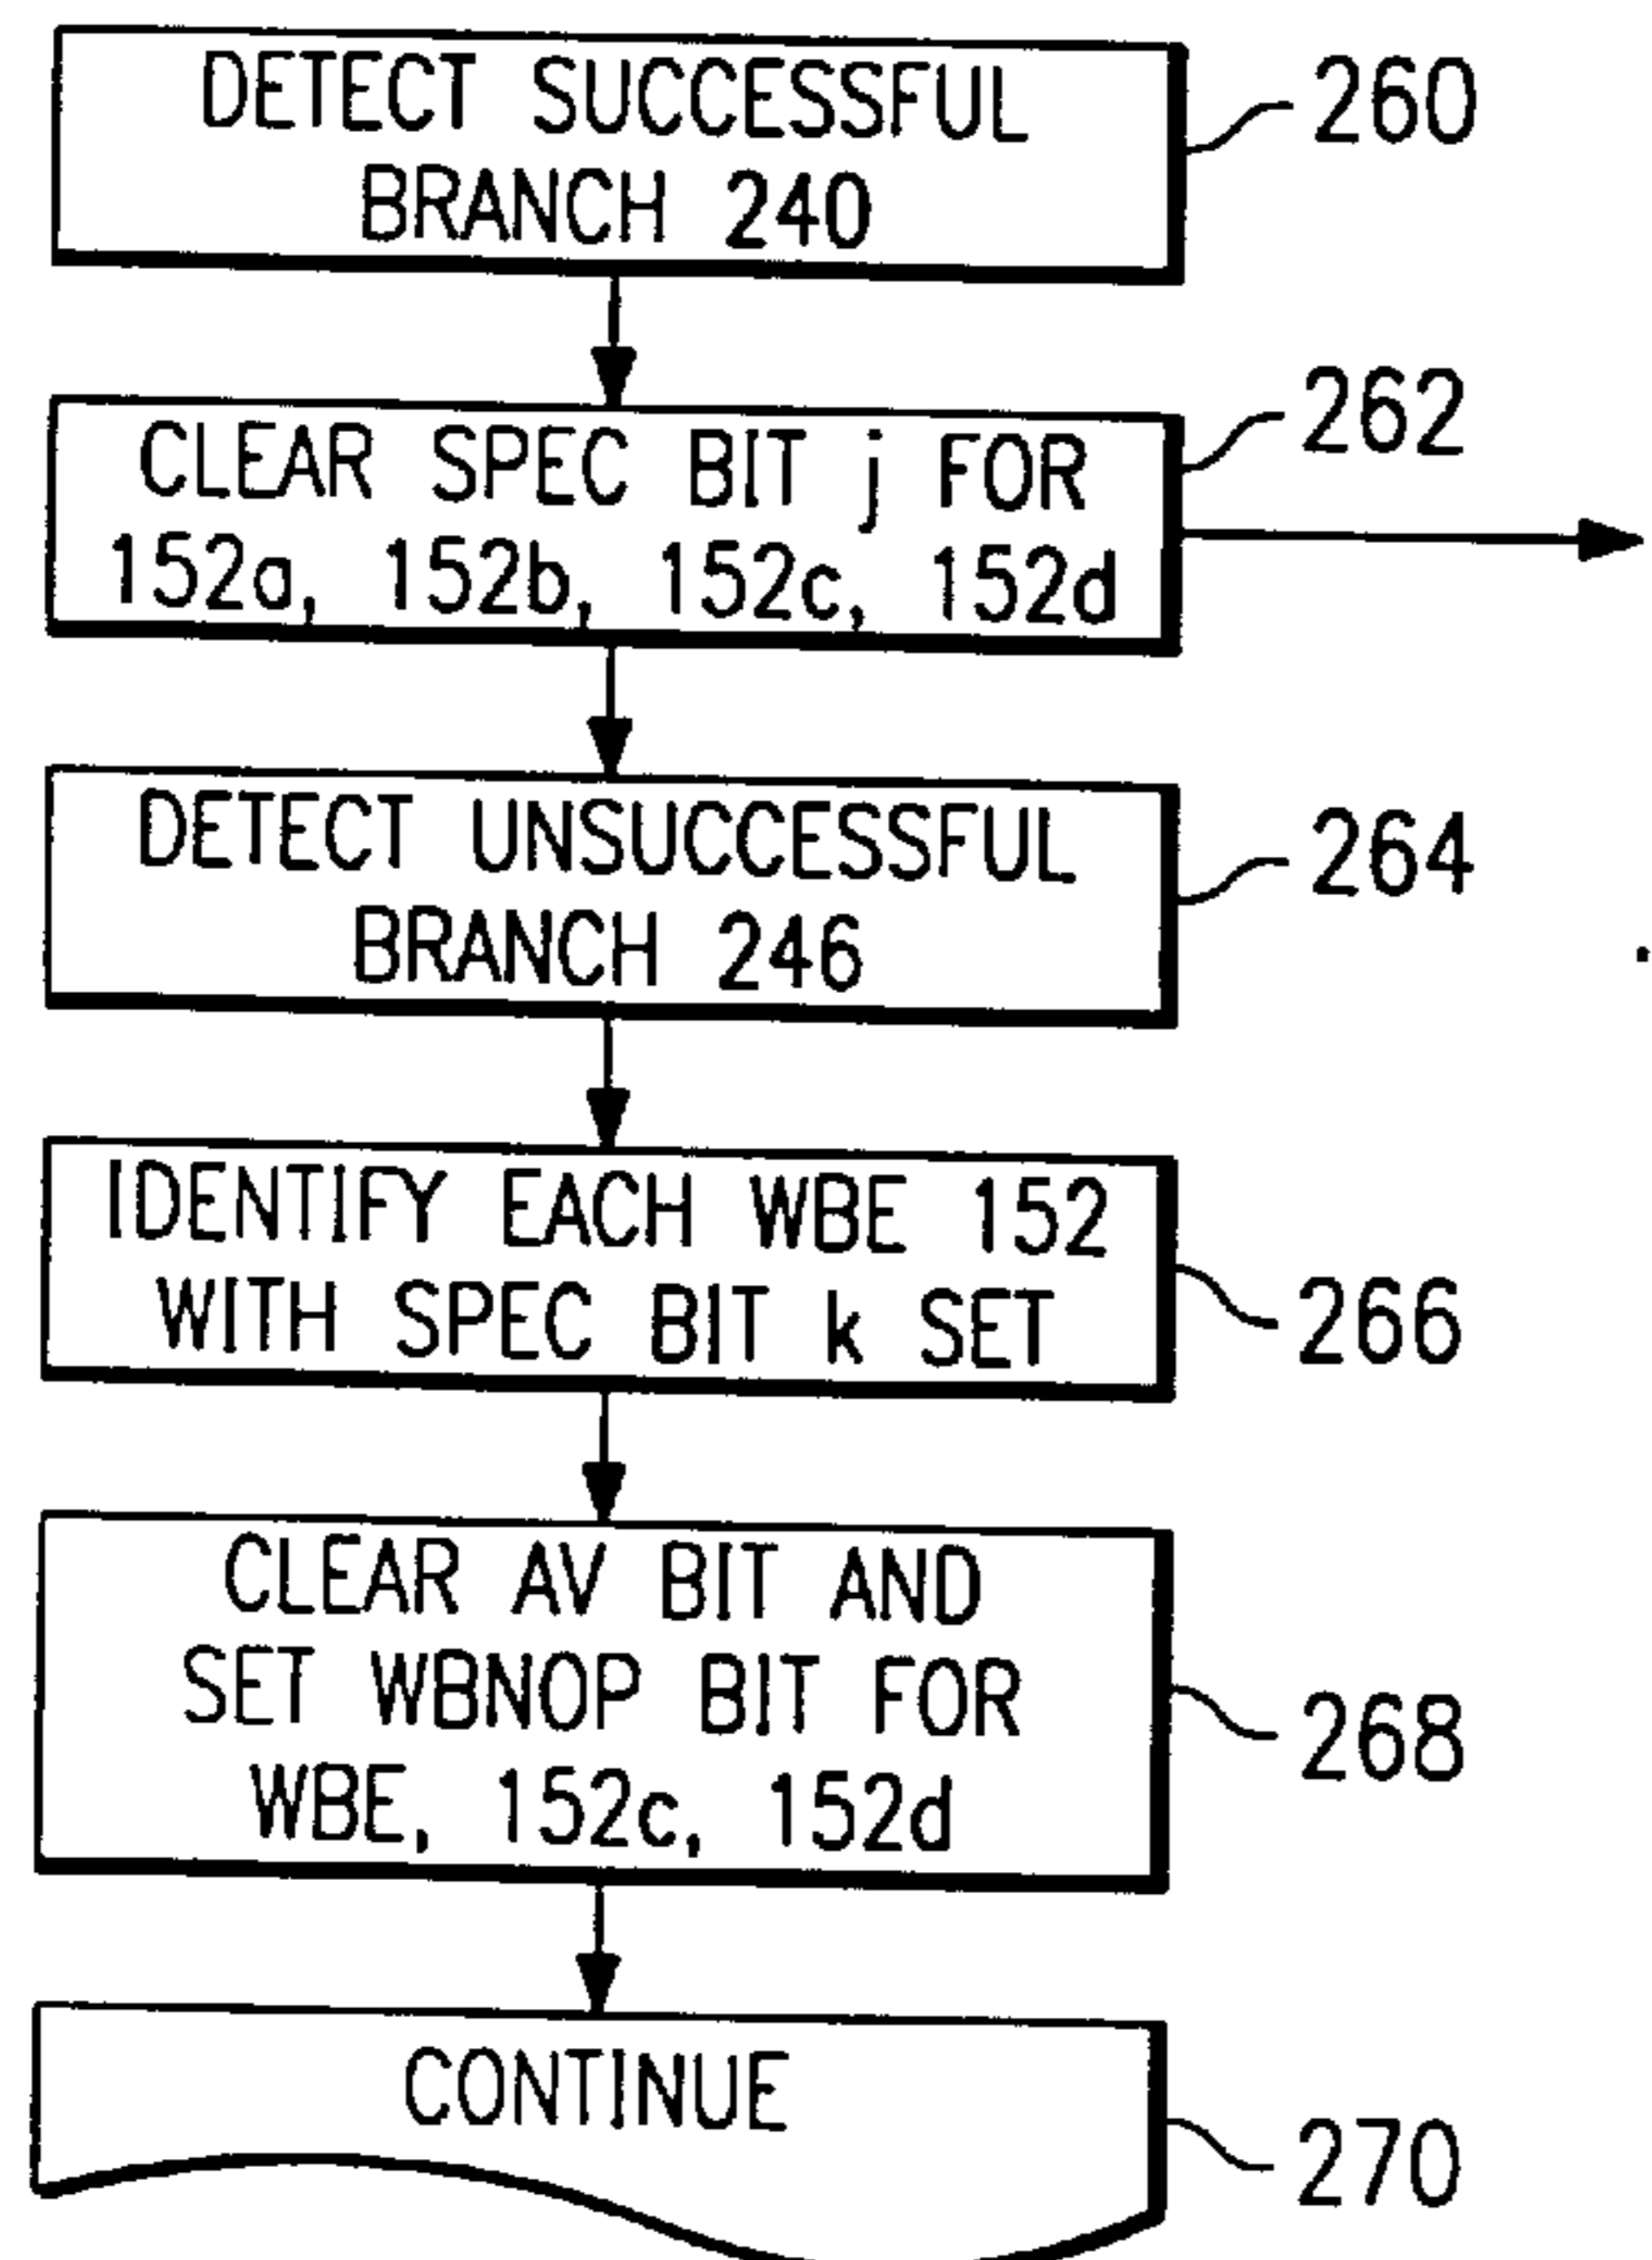 DETECT SUCCESSFUL
BRANCH 240
260
CLEAR SPEC BIT j FOR
152a, 152b, 152c, 152d
262
DETECT UNSUCCESSFUL
BRANCH 246
264
IDENTIFY EACH WBE 152
WITH SPEC BIT k SET
266
CLEAR AV BIT AND
SET WBNOP BIT FOR
WBE, 152c, 152d
268
CONTINUE
270